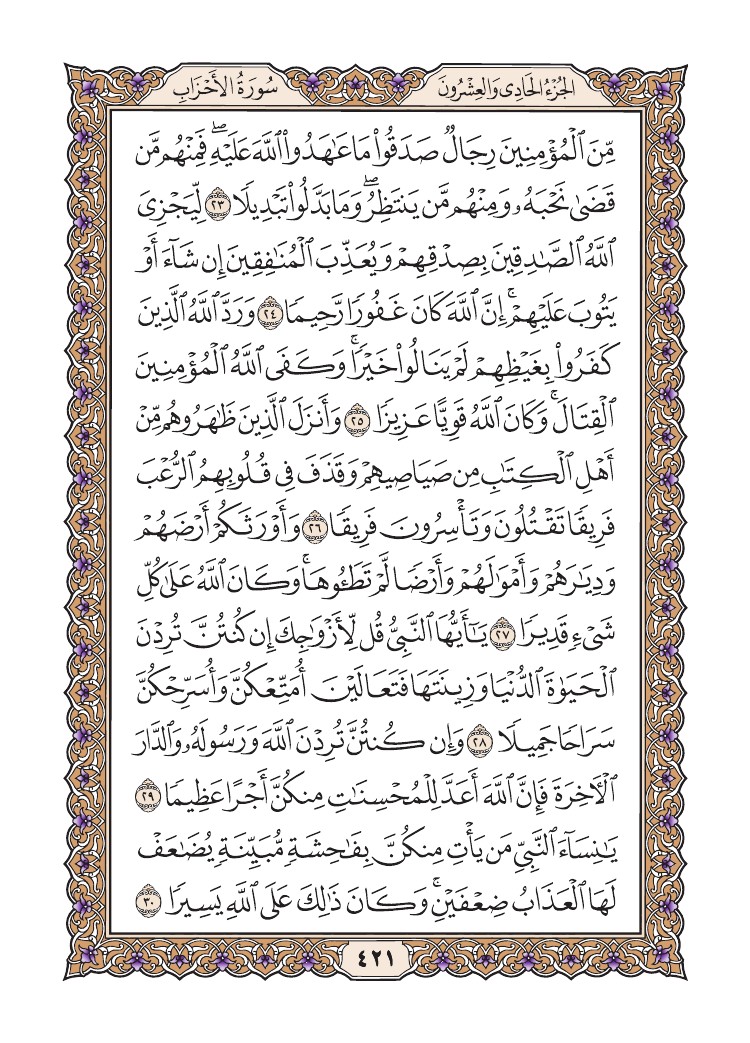 الجُزْءُ الحَادِي وَالعِشْرُونَ
سُورَةُ الأَحْزَابِ
مِّنَ ٱلْمُؤْمِنِينَ رِجَالٌ صَدَقُوا۟ مَا عَـٰهَدُوا۟ ٱللَّهَ عَلَيْهِ ۖ فَمِنْهُم مَّن
قَضَىٰ نَحْبَهُۥ وَمِنْهُم مَّن يَنتَظِرُ ۖ وَمَا بَدَّلُوا۟ تَبْدِيلًا ٢٣ لِّيَجْزِىَ
ٱللَّهُ ٱلصَّـٰدِقِينَ بِصِدْقِهِمْ وَيُعَذِّبَ ٱلْمُنَـٰفِقِينَ إِن شَآءَ أَوْ
يَتُوبَ عَلَيْهِمْ ۚ إِنَّ ٱللَّهَ كَانَ غَفُورًا رَّحِيمًا ٢٤ وَرَدَّ ٱللَّهُ ٱلَّذِينَ
كَفَرُوا۟ بِغَيْظِهِمْ لَمْ يَنَالُوا۟ خَيْرًا ۚ وَكَفَى ٱللَّهُ ٱلْمُؤْمِنِينَ
ٱلْقِتَالَ ۚ وَكَانَ ٱللَّهُ قَوِيًّا عَزِيزًا ٢٥ وَأَنزَلَ ٱلَّذِينَ ظَـٰهَرُوهُم مِّنْ
أَهْلِ ٱلْكِتَـٰبِ مِن صَيَاصِيهِمْ وَقَذَفَ فِى قُلُوبِهِمُ ٱلرُّعْبَ
فَرِيقًا تَقْتُلُونَ وَتَأْسِرُونَ فَرِيقًا ٢٦ وَأَوْرَثَكُمْ أَرْضَهُمْ
وَدِيَـٰرَهُمْ وَأَمْوَٰلَهُمْ وَأَرْضًا لَّمْ تَطَـُٔوهَا ۚ وَكَانَ ٱللَّهُ عَلَىٰ كُلِّ
شَىْءٍ قَدِيرًا ٢٧ يَـٰٓأَيُّهَا ٱلنَّبِىُّ قُل لِّأَزْوَٰجِكَ إِن كُنتُنَّ تُرِدْنَ
ٱلْحَيَوٰةَ ٱلدُّنْيَا وَزِينَتَهَا فَتَعَالَيْنَ أُمَتِّعْكُنَّ وَأُسَرِّحْكُنَّ
سَرَاحًا جَمِيلًا ٢٨ وَإِن كُنتُنَّ تُرِدْنَ ٱللَّهَ وَرَسُولَهُۥ وَٱلدَّارَ
ٱلْـَٔاخِرَةَ فَإِنَّ ٱللَّهَ أَعَدَّ لِلْمُحْسِنَـٰتِ مِنكُنَّ أَجْرًا عَظِيمًا ٢٩
يَـٰنِسَآءَ ٱلنَّبِىِّ مَن يَأْتِ مِنكُنَّ بِفَـٰحِشَةٍ مُّبَيِّنَةٍ يُضَـٰعَفْ
لَهَا ٱلْعَذَابُ ضِعْفَيْنِ ۚ وَكَانَ ذَٰلِكَ عَلَى ٱللَّهِ يَسِيرًا ٣٠
٤٢١